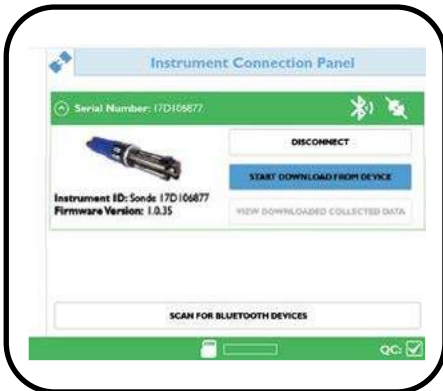 Instrument Connection Panel
Serial Number: 17D106877
DISCONNECT
START DOWNLOAD FROM DEVICE
Instrument ID: Sonde 17D106877
Firmware Version: 1.0.35
VIEW DOWNLOADED COLLECTED DATA
SCAN FOR BLUETOOTH DEVICES
QC: